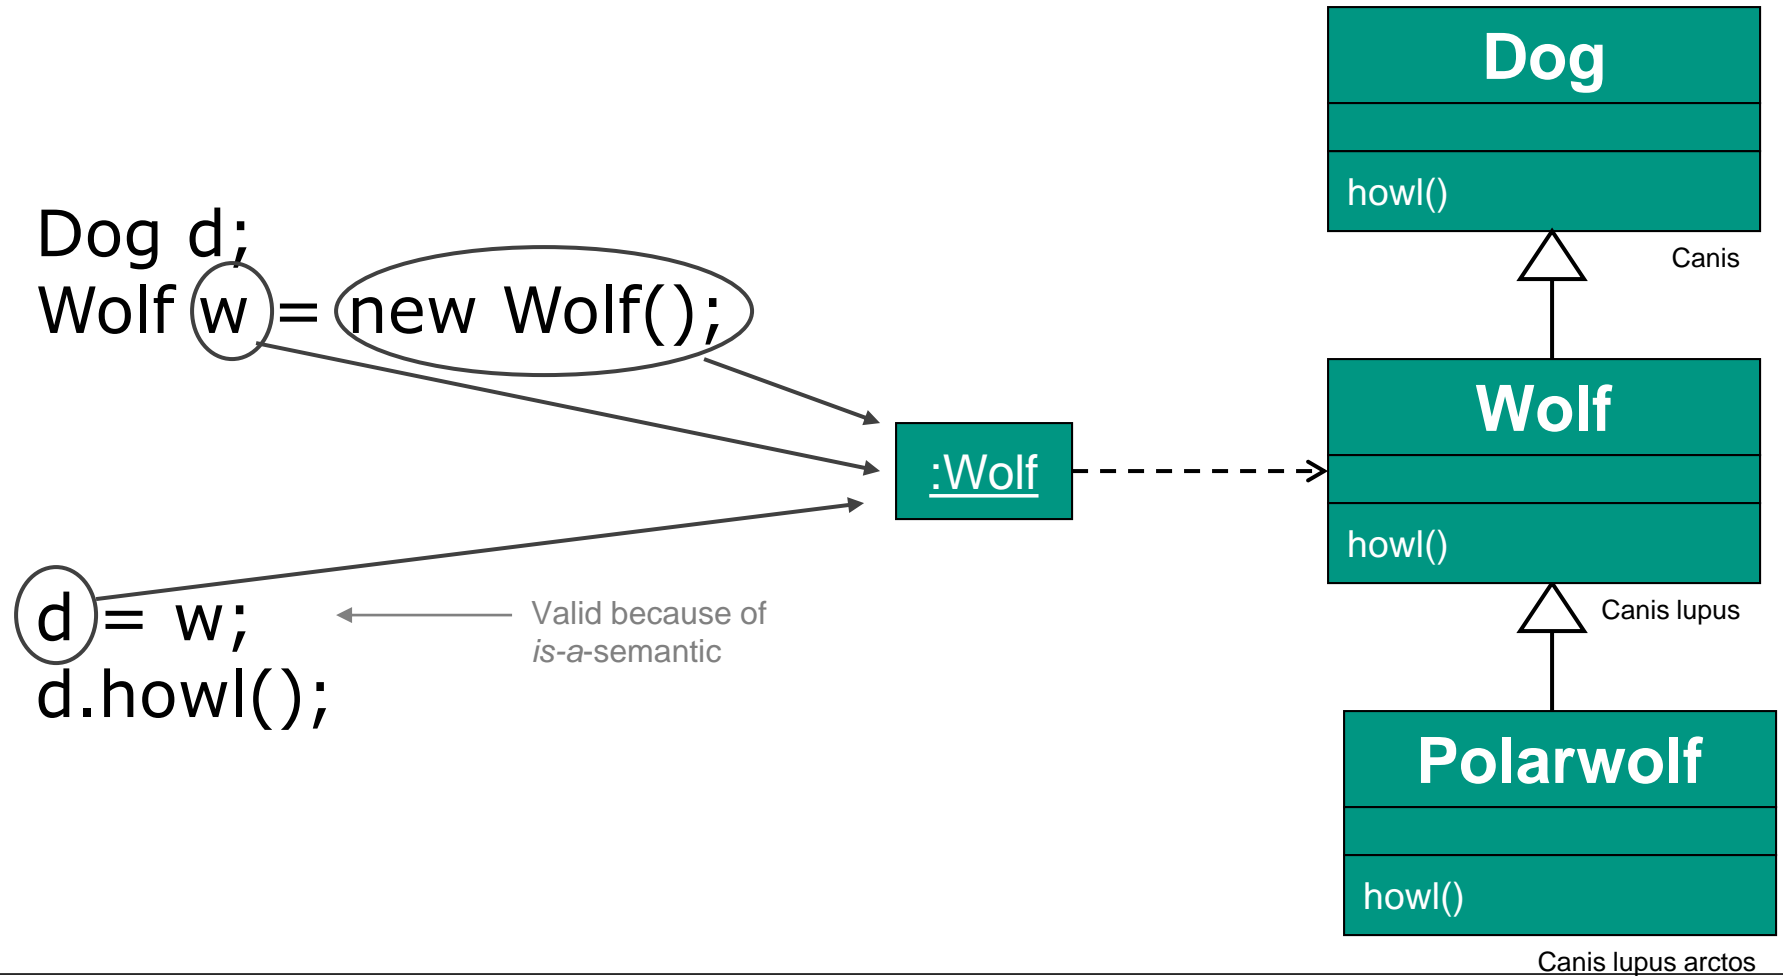 Dog d;
Wolf w = new Wolf();
d = w;
d.howl();
Valid because of
is-a-semantic
:Wolf
Dog
howl()
Canis
Wolf
howl()
Canis lupus
Polarwolf
howl()
Canis lupus arctos